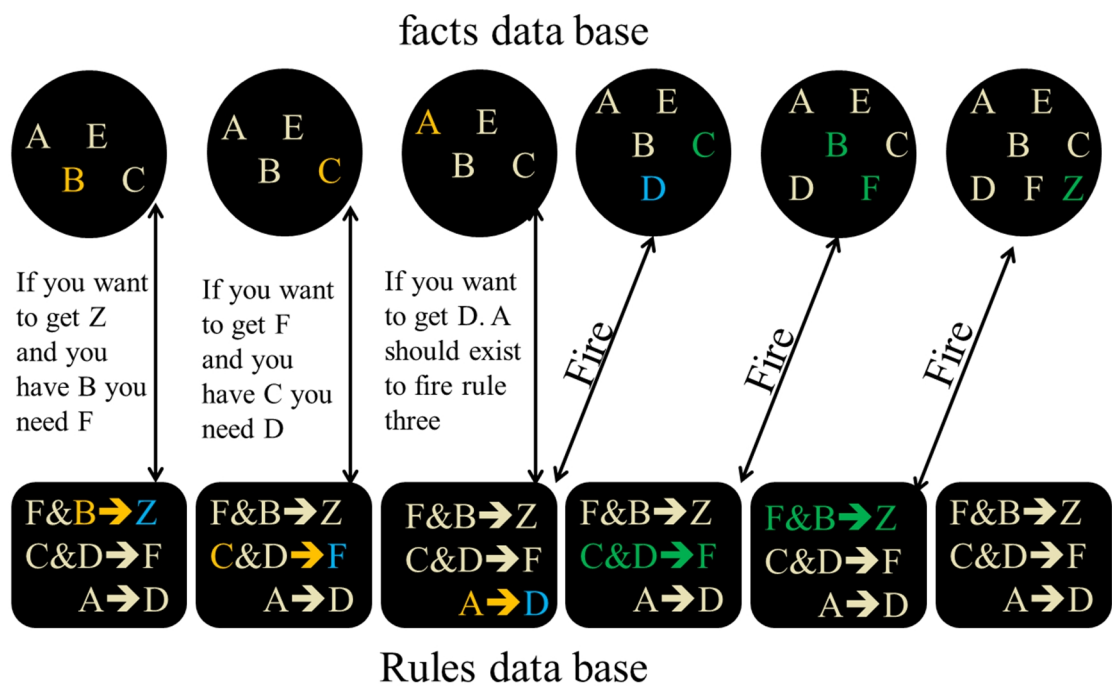 facts data base
A E
B C
A E
B C
A E
B C
A E
B C
D
A E
B C
D F
A E
B C
D F Z
If you want
to get Z
and you
have B you
need F
If you want
to get F
and you
have C you
need D
If you want
to get D. A
should exist
to fire rule
three
Fire
Fire
Fire
F&B➔Z
C&D➔F
A➔D
F&B➔Z
C&D➔F
A➔D
F&B➔Z
C&D➔F
A➔D
F&B➔Z
C&D➔F
A➔D
F&B➔Z
C&D➔F
A➔D
F&B➔Z
C&D➔F
A➔D
Rules data base